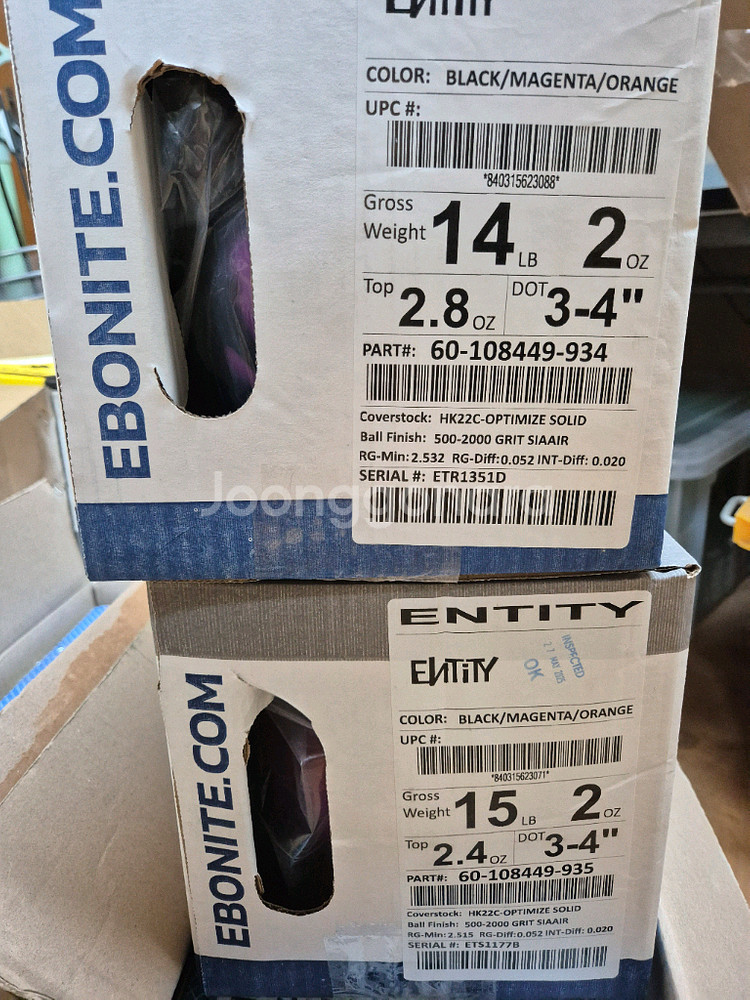 EBONITE.COM
ENTITY
COLOR: BLACK/MAGENTA/ORANGE
UPC #:
*840315623088*
Gross Weight 14 LB 2 OZ
Top 2.8 OZ DOT 3-4"
PART#: 60-108449-934
Coverstock: HK22C-OPTIMIZE SOLID
Ball Finish: 500-2000 GRIT SIAAIR
RG-Min: 2.532 RG-Diff: 0.052 INT-Diff: 0.020
SERIAL #: ETR1351D
Joonggonara
EBONITE.COM
ENTITY
ENTITY
INSPECTED
27 MAY 2025
OK
COLOR: BLACK/MAGENTA/ORANGE
UPC #:
*840315623071*
Gross Weight 15 LB 2 OZ
Top 2.4 OZ DOT 3-4"
PART#: 60-108449-935
Coverstock: HK22C-OPTIMIZE SOLID
Ball Finish: 500-2000 GRIT SIAAIR
RG-Min: 2.515 RG-Diff: 0.052 INT-Diff: 0.020
SERIAL #: ETS1177B